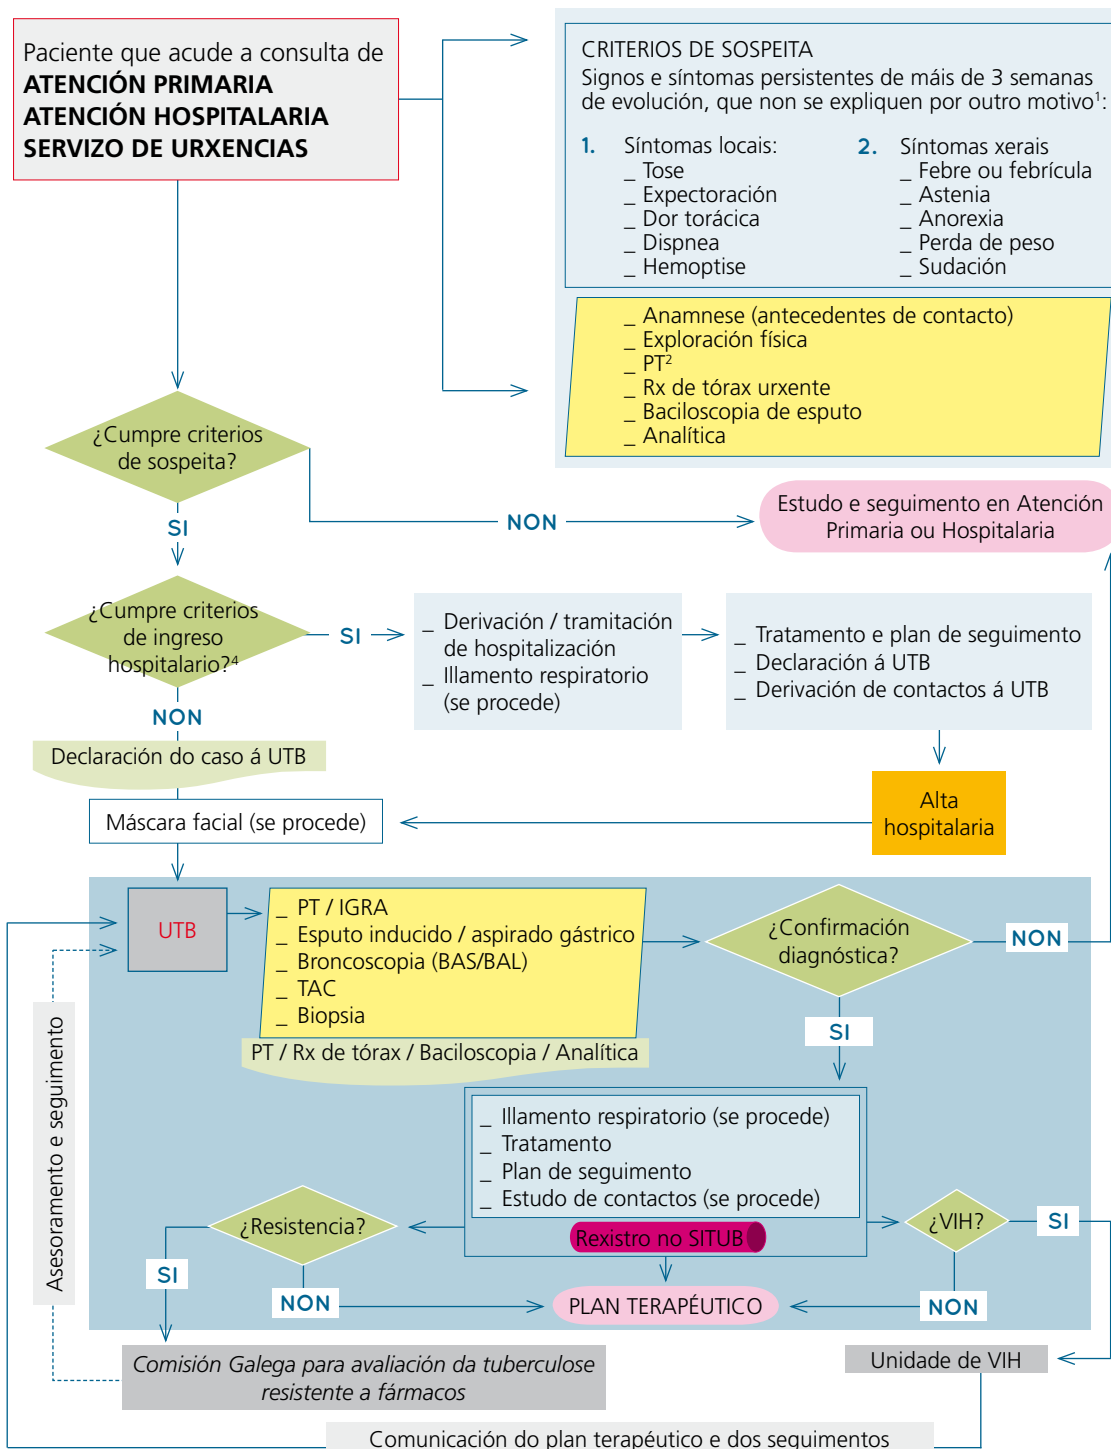 Paciente que acude a consulta de
ATENCIÓN PRIMARIA
ATENCIÓN HOSPITALARIA
SERVIZO DE URXENCIAS
CRITERIOS DE SOSPEITA
Signos e síntomas persistentes de máis de 3 semanas
de evolución, que non se expliquen por outro motivo¹:
1. Síntomas locais:
_ Tose
_ Expectoración
_ Dor torácica
_ Dispnea
_ Hemoptise
2. Síntomas xerais
_ Febre ou febrícula
_ Astenia
_ Anorexia
_ Perda de peso
_ Sudación
_ Anamnese (antecedentes de contacto)
_ Exploración física
_ PT²
_ Rx de tórax urxente
_ Baciloscopia de esputo
_ Analítica
¿Cumpre criterios
de sospeita?
NON
Estudo e seguimento en Atención
Primaria ou Hospitalaria
SI
¿Cumpre criterios
de ingreso
hospitalario?⁴
SI
_ Derivación / tramitación
de hospitalización
_ Illamento respiratorio
(se procede)
_ Tratamento e plan de seguimento
_ Declaración á UTB
_ Derivación de contactos á UTB
NON
Declaración do caso á UTB
Máscara facial (se procede)
Alta
hospitalaria
UTB
_ PT / IGRA
_ Esputo inducido / aspirado gástrico
_ Broncoscopia (BAS/BAL)
_ TAC
_ Biopsia
PT / Rx de tórax / Baciloscopia / Analítica
¿Confirmación
diagnóstica?
NON
SI
_ Illamento respiratorio (se procede)
_ Tratamento
_ Plan de seguimento
_ Estudo de contactos (se procede)
Rexistro no SITUB
¿Resistencia?
SI
NON
PLAN TERAPÉUTICO
¿VIH?
SI
NON
Asesoramento e seguimento
Comisión Galega para avaliación da tuberculose
resistente a fármacos
Unidade de VIH
Comunicación do plan terapéutico e dos seguimentos